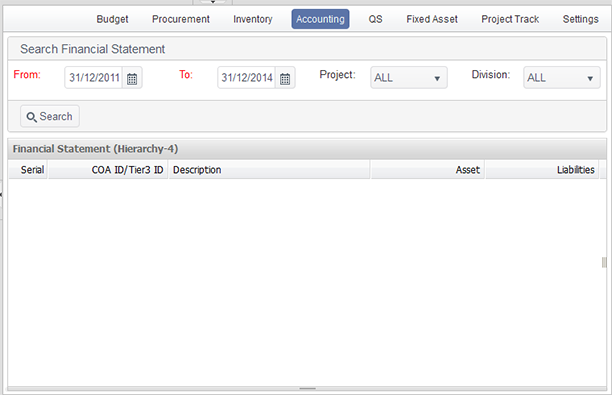 Budget Procurement Inventory Accounting QS Fixed Asset Project Track Settings
Search Financial Statement
From: 31/12/2011 To: 31/12/2014 Project: ALL Division: ALL
Search
Financial Statement (Hierarchy-4)
Serial COA ID/Tier3 ID Description Asset Liabilities